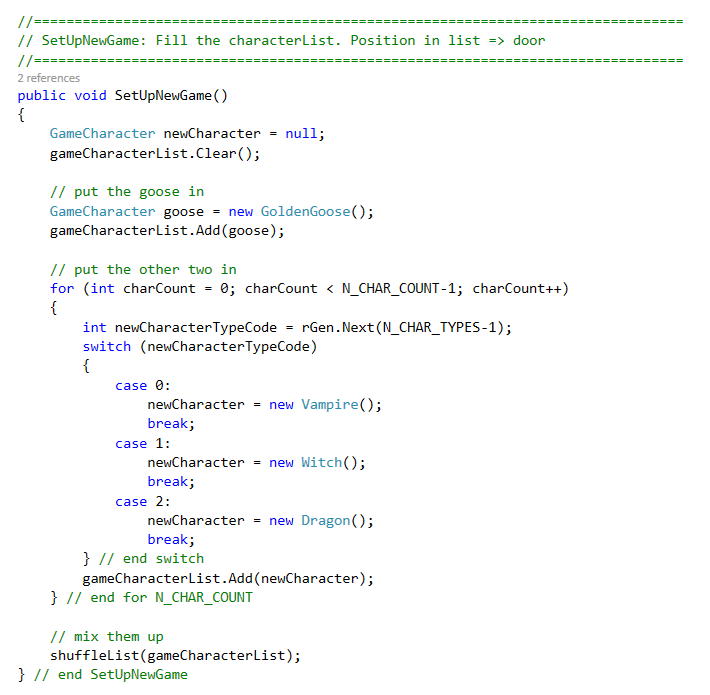 //================================================================================
// SetUpNewGame: Fill the characterList. Position in list => door
//================================================================================
2 references
public void SetUpNewGame()
{
    GameCharacter newCharacter = null;
    gameCharacterList.Clear();

    // put the goose in
    GameCharacter goose = new GoldenGoose();
    gameCharacterList.Add(goose);

    // put the other two in
    for (int charCount = 0; charCount < N_CHAR_COUNT-1; charCount++)
    {
        int newCharacterTypeCode = rGen.Next(N_CHAR_TYPES-1);
        switch (newCharacterTypeCode)
        {
            case 0:
                newCharacter = new Vampire();
                break;
            case 1:
                newCharacter = new Witch();
                break;
            case 2:
                newCharacter = new Dragon();
                break;
        } // end switch
        gameCharacterList.Add(newCharacter);
    } // end for N_CHAR_COUNT

    // mix them up
    shuffleList(gameCharacterList);
} // end SetUpNewGame